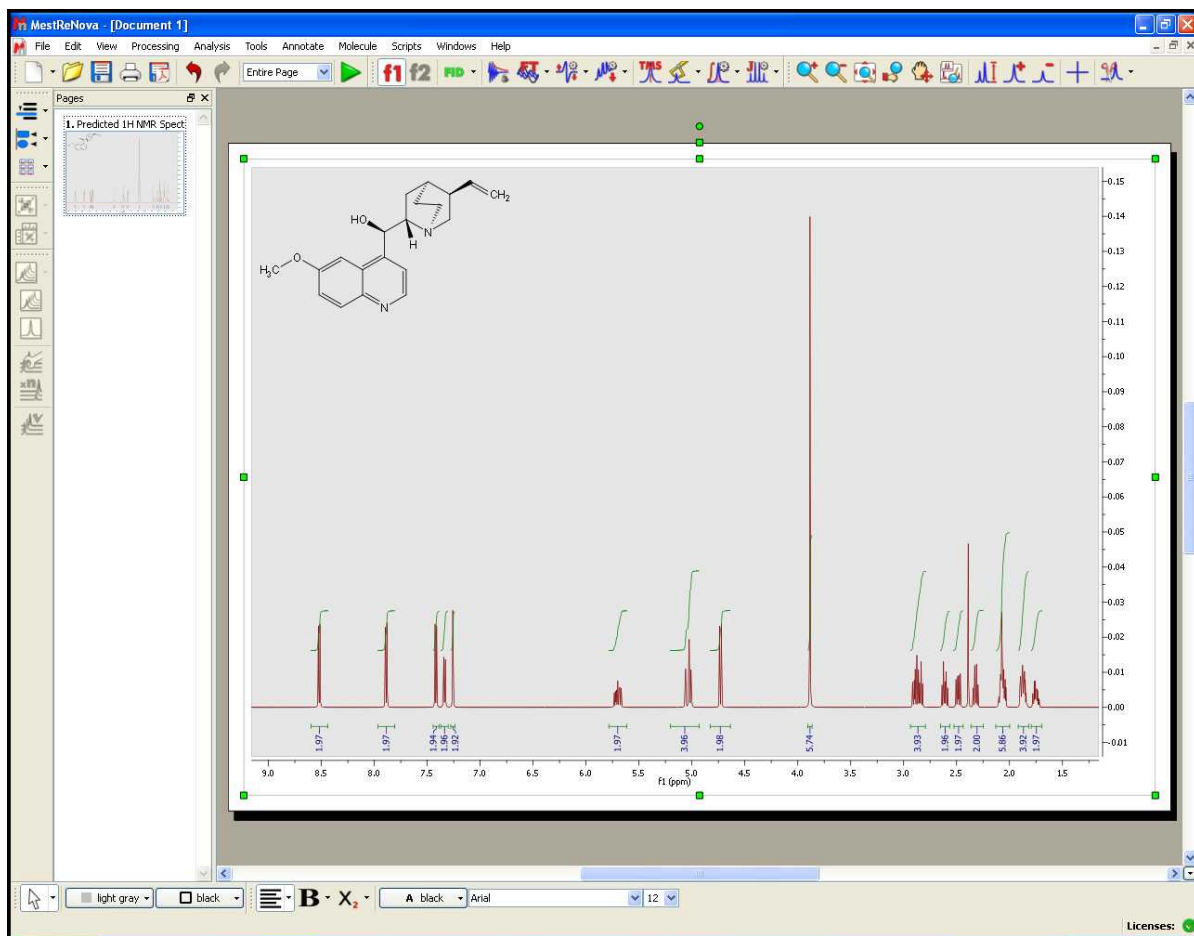 MestReNova - [Document 1]
File Edit View Processing Analysis Tools Annotate Molecule Scripts Windows Help
Entire Page f1 f2 FID TMS
Pages
1. Predicted 1H NMR Spect
CH2
HO
N
H
O
H3C
N
0.15
0.14
0.13
0.12
0.11
0.10
0.09
0.08
0.07
0.06
0.05
0.04
0.03
0.02
0.01
0.00
-0.01
1.97 1.97 1.94 1.96 1.92 1.97 3.96 1.98 5.74 3.93 1.96 1.97 2.00 5.86 3.92 1.97
9.0 8.5 8.0 7.5 7.0 6.5 6.0 5.5 5.0 4.5 4.0 3.5 3.0 2.5 2.0 1.5
f1 (ppm)
light gray black B X2 A black Arial 12
Licenses: